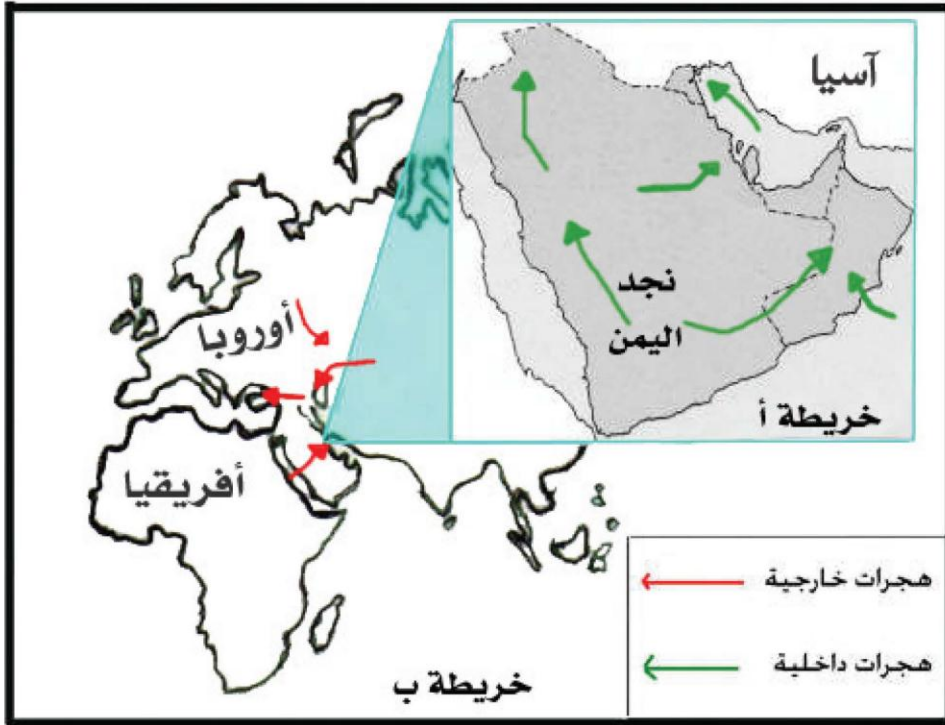 آسيا
نجد
اليمن
خريطة أ
أوروبا
أفريقيا
خريطة ب
هجرات خارجية
هجرات داخلية